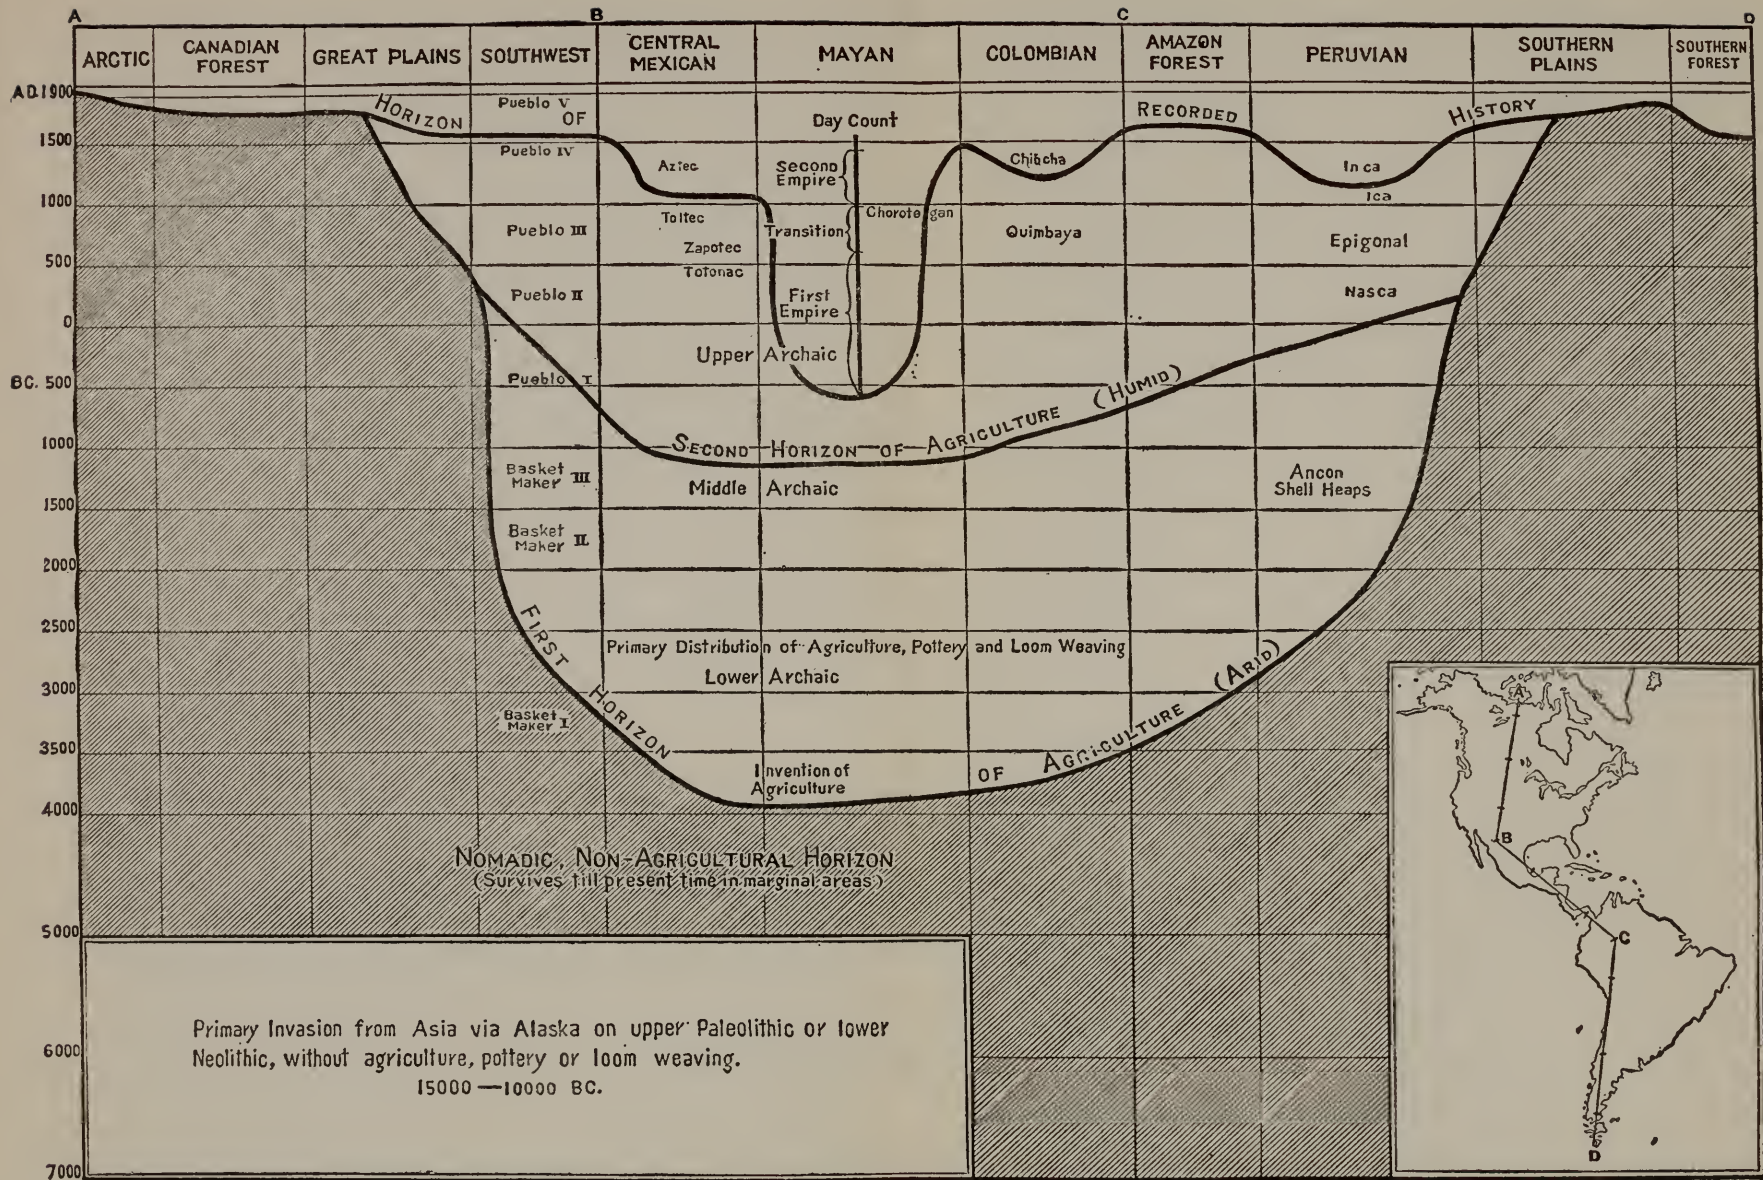 A B C D
ARCTIC
CANADIAN
FOREST
GREAT PLAINS
SOUTHWEST
CENTRAL
MEXICAN
MAYAN
COLOMBIAN
AMAZON
FOREST
PERUVIAN
SOUTHERN
PLAINS
SOUTHERN
FOREST
A.D. 1900
1500
1000
500
0
B.C. 500
1000
1500
2000
2500
3000
3500
4000
5000
6000
7000
HORIZON OF RECORDED HISTORY
Pueblo V
Pueblo IV
Pueblo III
Pueblo II
Pueblo I
Basket
Maker III
Basket
Maker II
Basket
Maker I
Aztec
Toltec
Zapotec
Totonac
Upper Archaic
Day Count
Second
Empire
Transition
First
Empire
Chorotegan
Chibcha
Quimbaya
Inca
Ica
Epigonal
Nasca
SECOND HORIZON OF AGRICULTURE (HUMID)
Middle Archaic
Ancon
Shell Heaps
Primary Distribution of Agriculture, Pottery and Loom Weaving
Lower Archaic
FIRST HORIZON OF AGRICULTURE (ARID)
Invention of
Agriculture
NOMADIC, NON-AGRICULTURAL HORIZON
(Survives till present time in marginal areas)
Primary Invasion from Asia via Alaska on upper Paleolithic or lower
Neolithic, without agriculture, pottery or loom weaving.
15000—10000 BC.
A
B
C
D